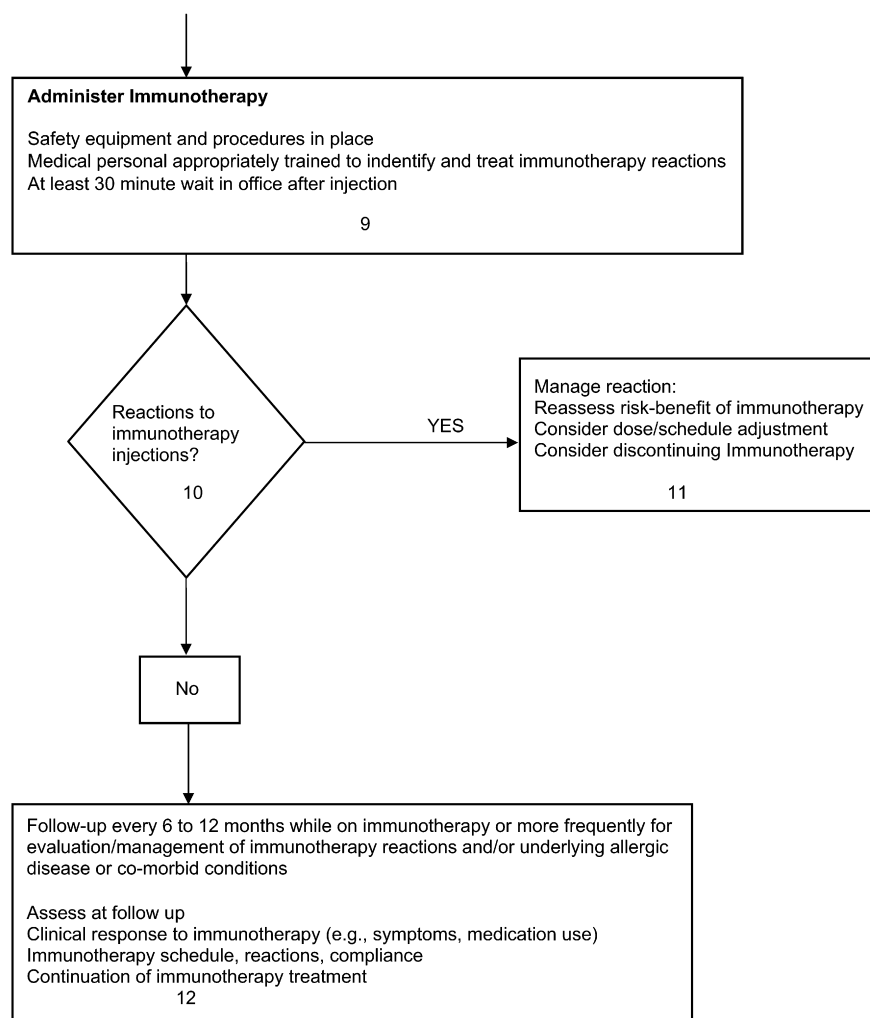 Administer Immunotherapy
Safety equipment and procedures in place
Medical personal appropriately trained to indentify and treat immunotherapy reactions
At least 30 minute wait in office after injection
9
Reactions to
immunotherapy
injections?
10
YES
Manage reaction:
Reassess risk-benefit of immunotherapy
Consider dose/schedule adjustment
Consider discontinuing Immunotherapy
11
No
Follow-up every 6 to 12 months while on immunotherapy or more frequently for
evaluation/management of immunotherapy reactions and/or underlying allergic
disease or co-morbid conditions
Assess at follow up
Clinical response to immunotherapy (e.g., symptoms, medication use)
Immunotherapy schedule, reactions, compliance
Continuation of immunotherapy treatment
12